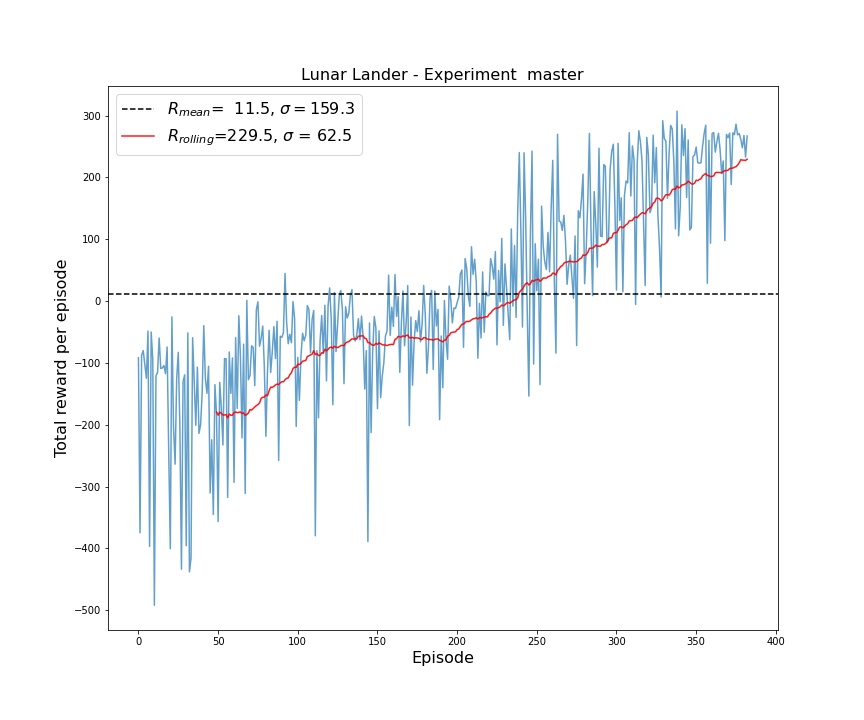 Lunar Lander - Experiment  master
R_mean=  11.5, σ = 159.3
R_rolling=229.5, σ = 62.5
Total reward per episode
300
200
100
0
−100
−200
−300
−400
−500
0 50 100 150 200 250 300 350 400
Episode